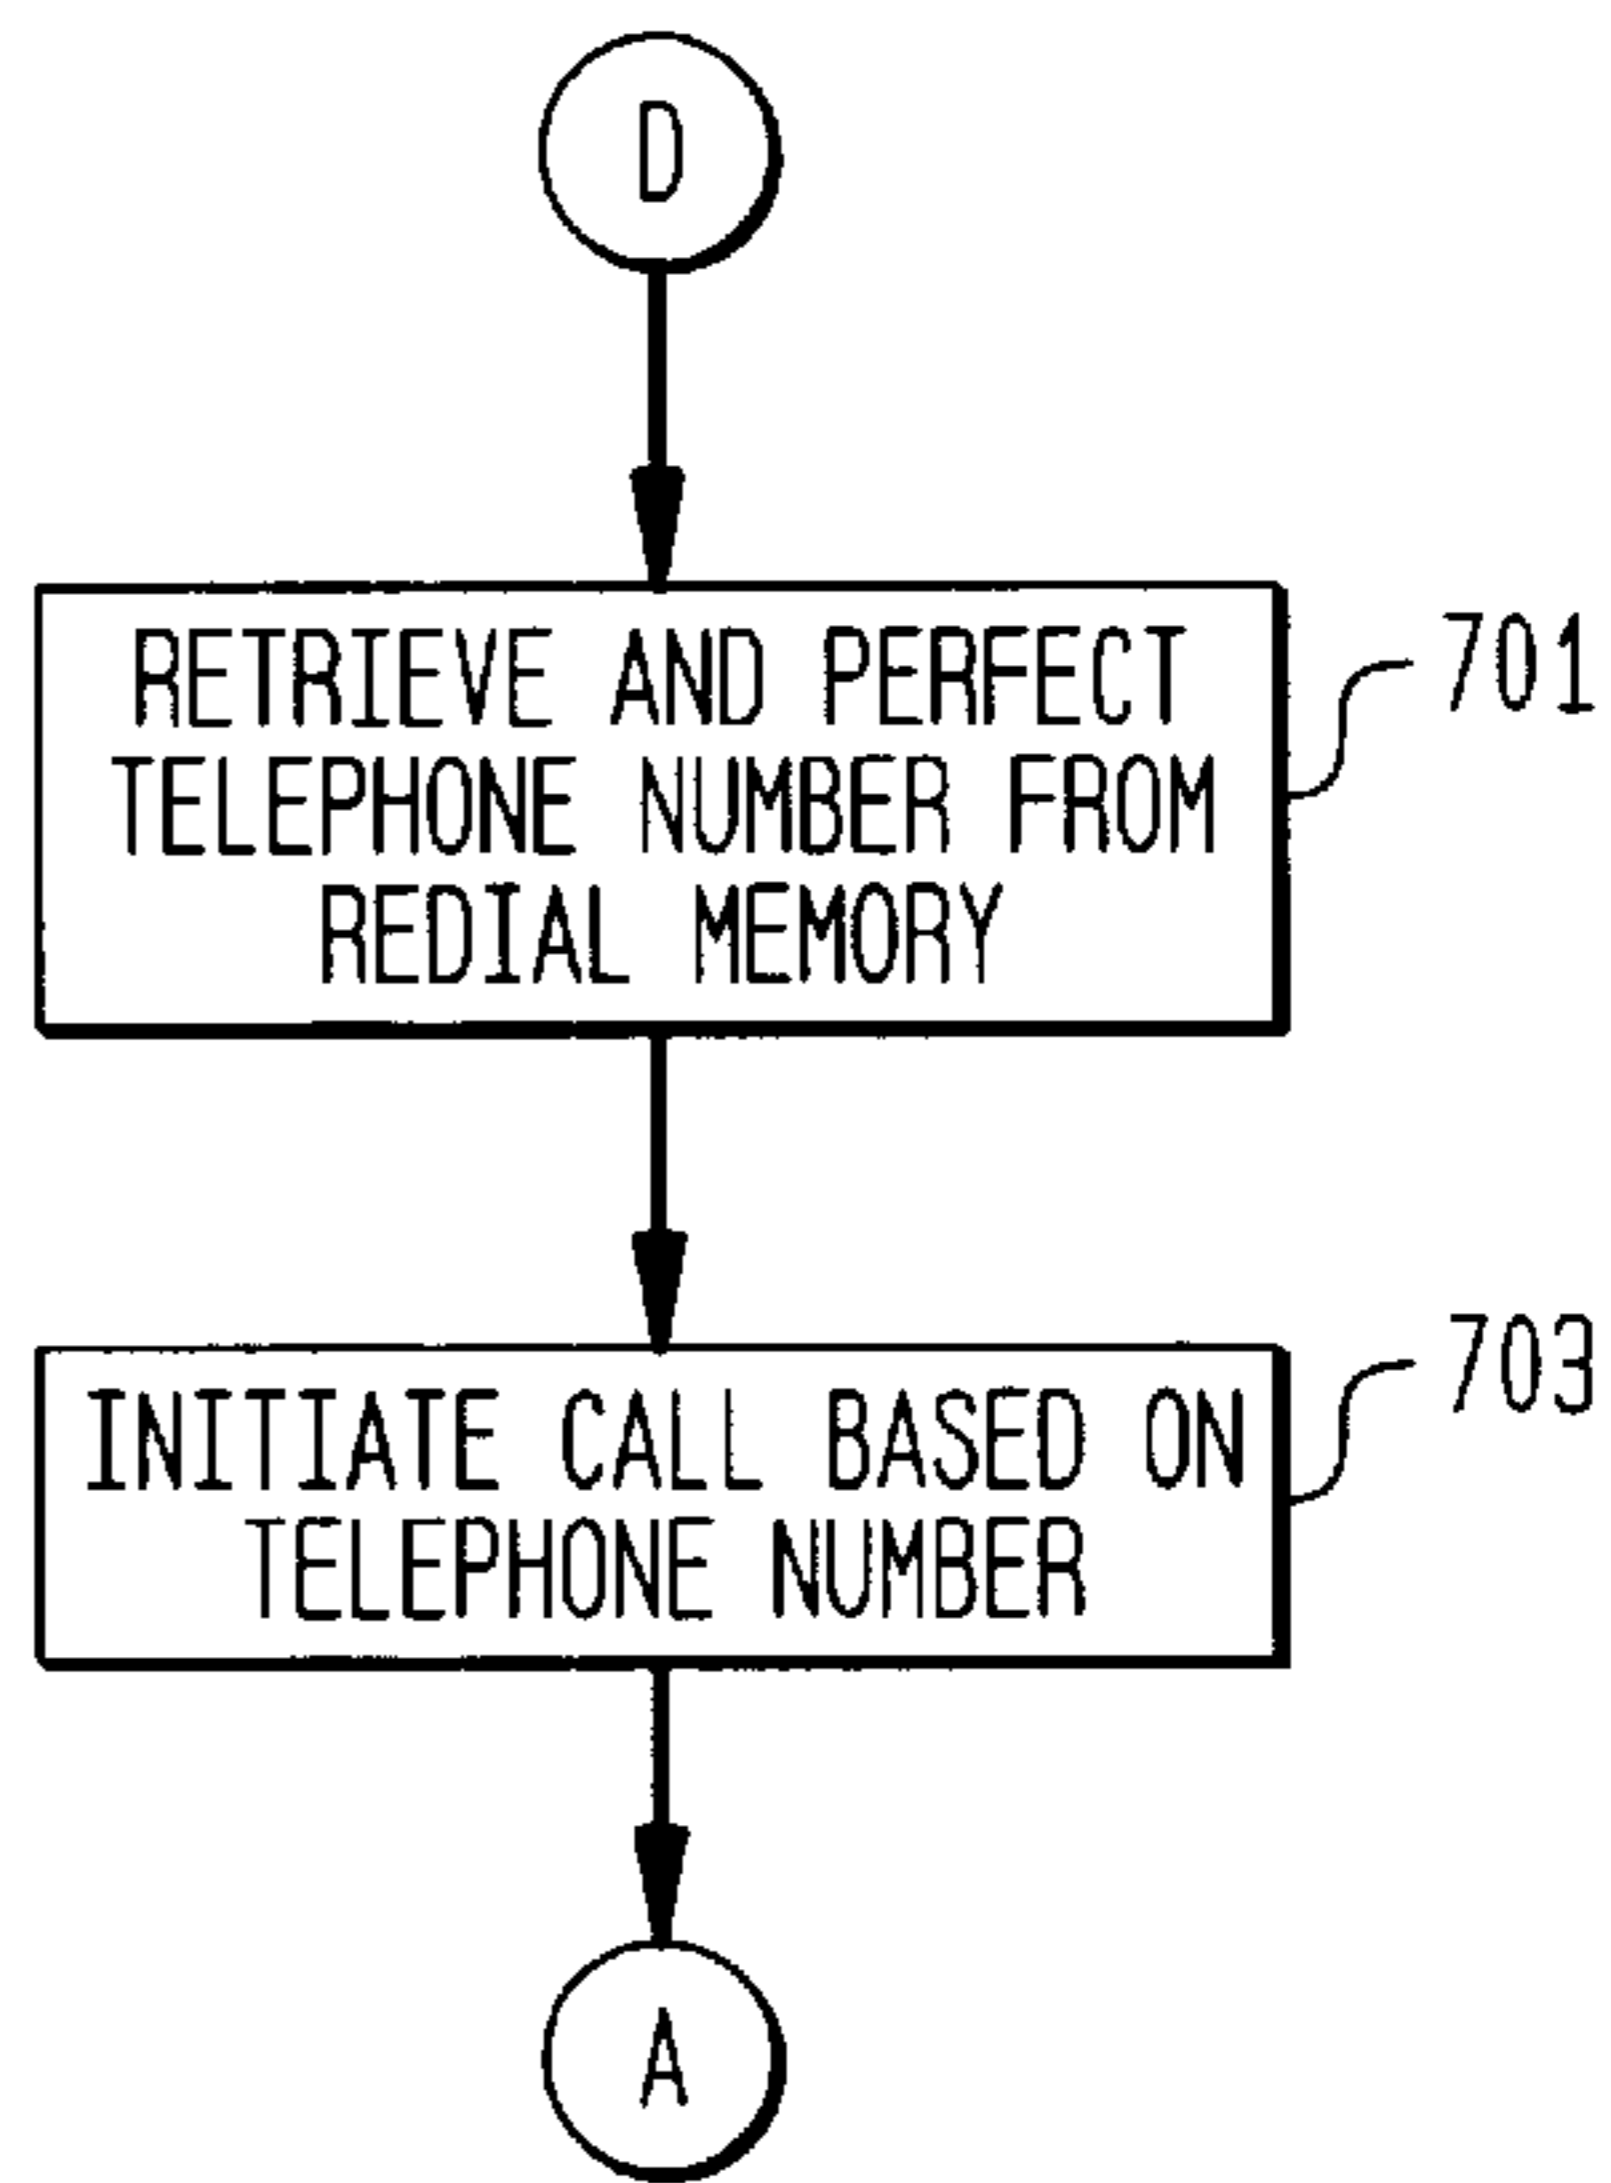 D
RETRIEVE AND PERFECT
TELEPHONE NUMBER FROM
REDIAL MEMORY
701
INITIATE CALL BASED ON
TELEPHONE NUMBER
703
A